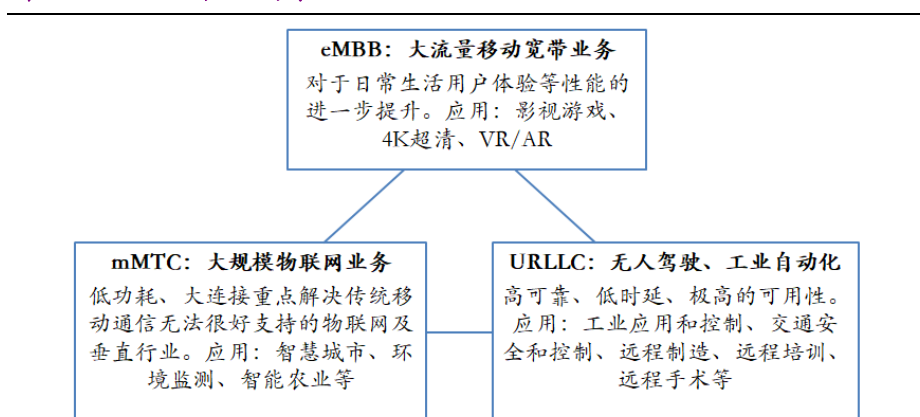 eMBB：大流量移动宽带业务
对于日常生活用户体验等性能的
进一步提升。应用：影视游戏、
4K超清、VR/AR
mMTC：大规模物联网业务
低功耗、大连接重点解决传统移
动通信无法很好支持的物联网及
垂直行业。应用：智慧城市、环
境监测、智能农业等
URLLC：无人驾驶、工业自动化
高可靠、低时延、极高的可用性。
应用：工业应用和控制、交通安
全和控制、远程制造、远程培训、
远程手术等